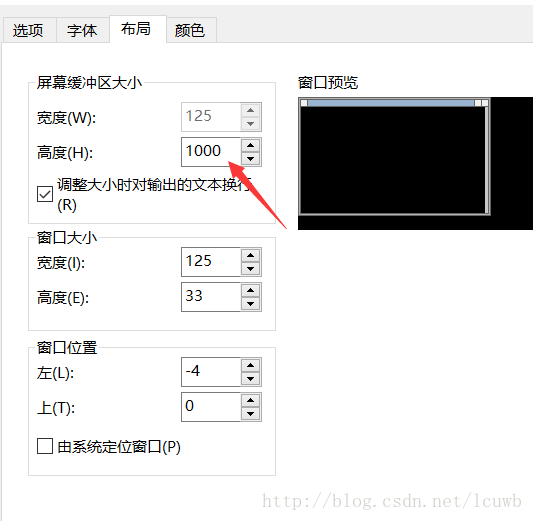 选项 字体 布局 颜色
屏幕缓冲区大小
窗口预览
宽度(W): 125
高度(H): 1000
调整大小时对输出的文本换行
(R)
窗口大小
宽度(I): 125
高度(E): 33
窗口位置
左(L): -4
上(T): 0
由系统定位窗口(P)
http://blog.csdn.net/lcuwb